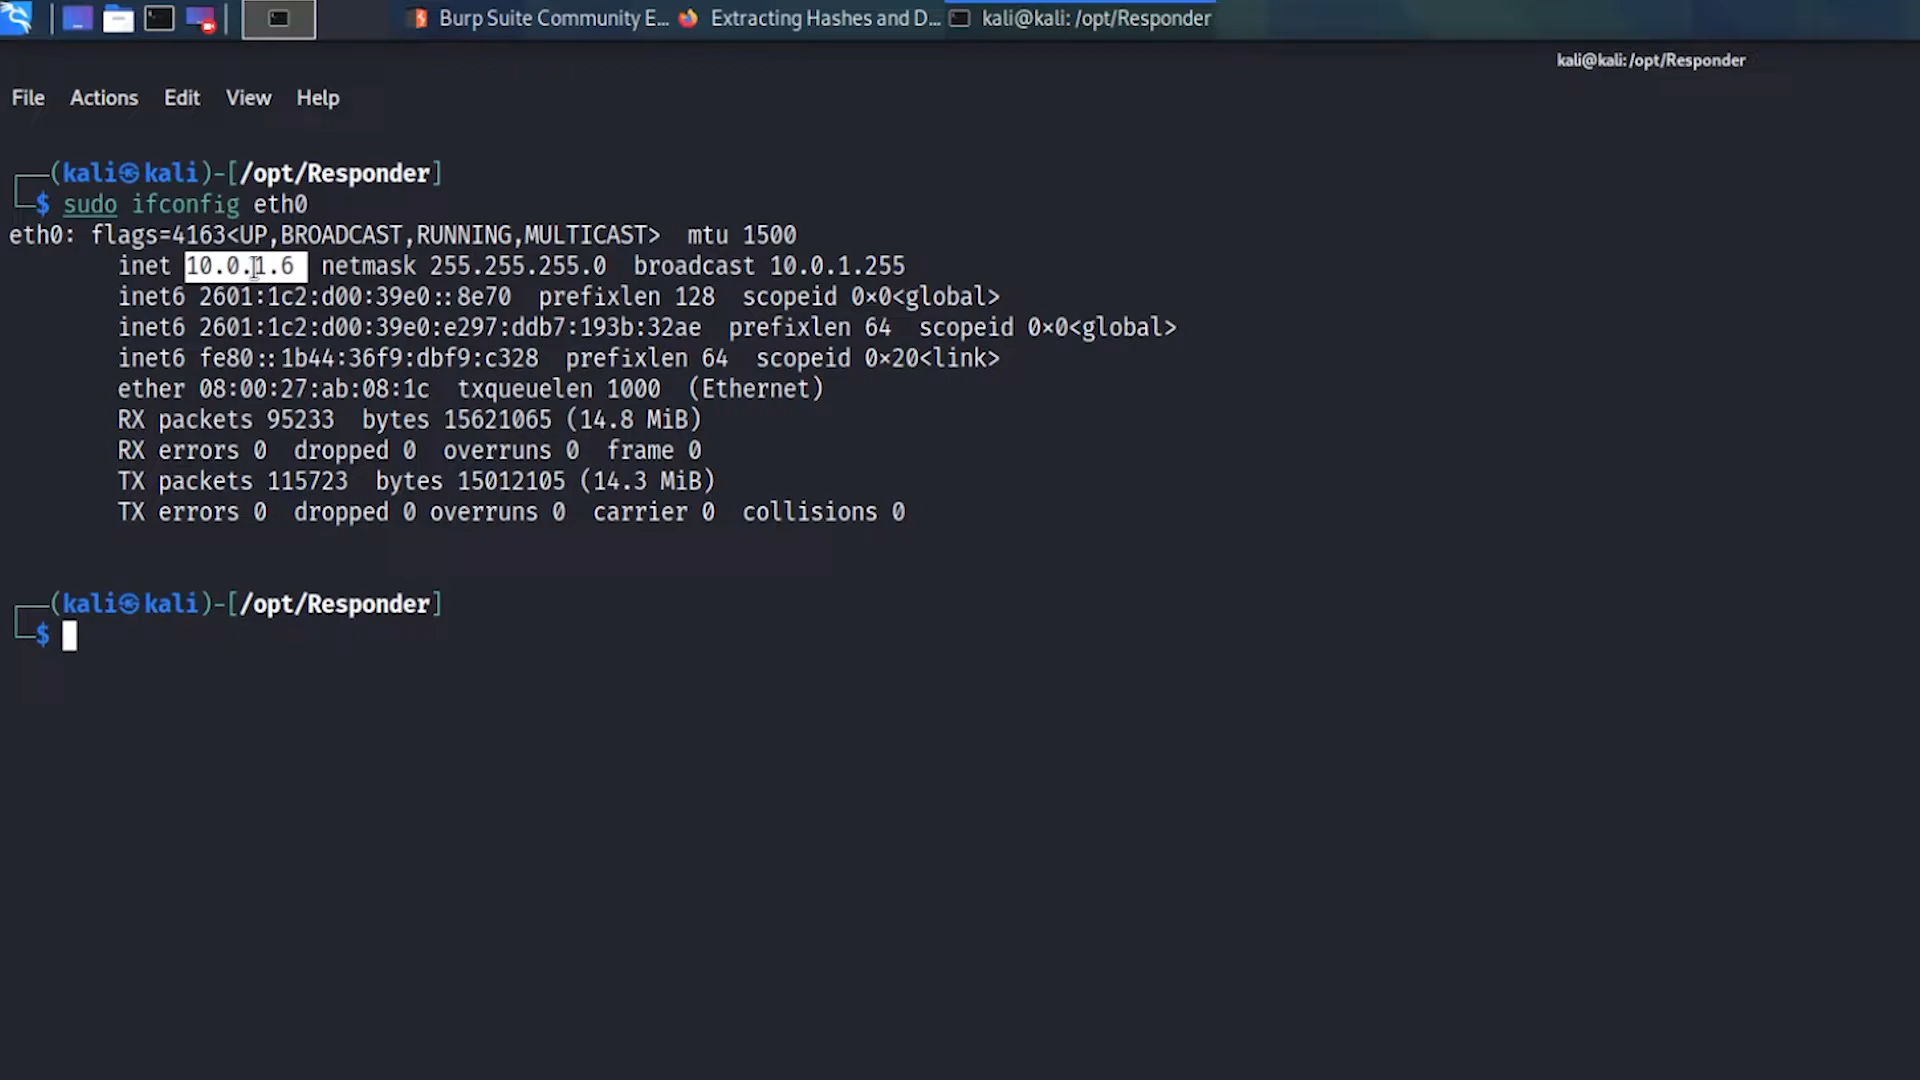 Burp Suite Community E... Extracting Hashes and D... kali@kali: /opt/Responder
kali@kali:/opt/Responder
File Actions Edit View Help
(kali㉿kali)-[/opt/Responder]
$ sudo ifconfig eth0
eth0: flags=4163<UP,BROADCAST,RUNNING,MULTICAST> mtu 1500
inet 10.0.1.6 netmask 255.255.255.0 broadcast 10.0.1.255
inet6 2601:1c2:d00:39e0::8e70 prefixlen 128 scopeid 0×0<global>
inet6 2601:1c2:d00:39e0:e297:ddb7:193b:32ae prefixlen 64 scopeid 0×0<global>
inet6 fe80::1b44:36f9:dbf9:c328 prefixlen 64 scopeid 0×20<link>
ether 08:00:27:ab:08:1c txqueuelen 1000 (Ethernet)
RX packets 95233 bytes 15621065 (14.8 MiB)
RX errors 0 dropped 0 overruns 0 frame 0
TX packets 115723 bytes 15012105 (14.3 MiB)
TX errors 0 dropped 0 overruns 0 carrier 0 collisions 0
(kali㉿kali)-[/opt/Responder]
$